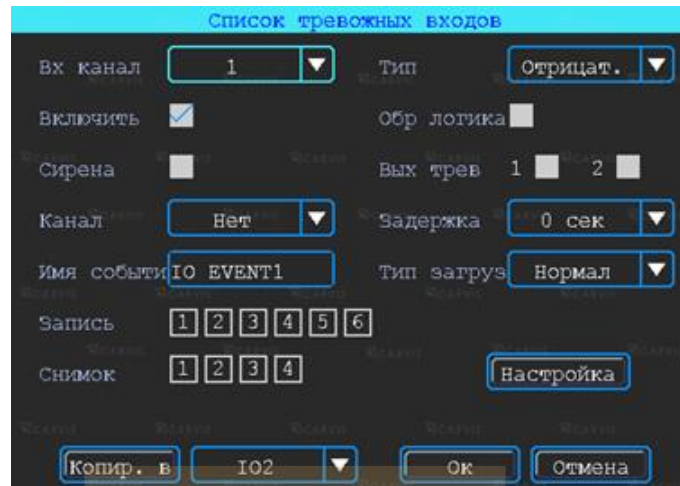 Список тревожных входов
Вх канал 1 Тип Отрицат.
Включить Обр логика
Сирена Вых трев 1 2
Канал Нет Задержка 0 сек
Имя событи IO EVENT1 Тип загруз Нормал
Запись 1 2 3 4 5 6
Снимок 1 2 3 4 Настройка
Копир. в IO2 Ок Отмена